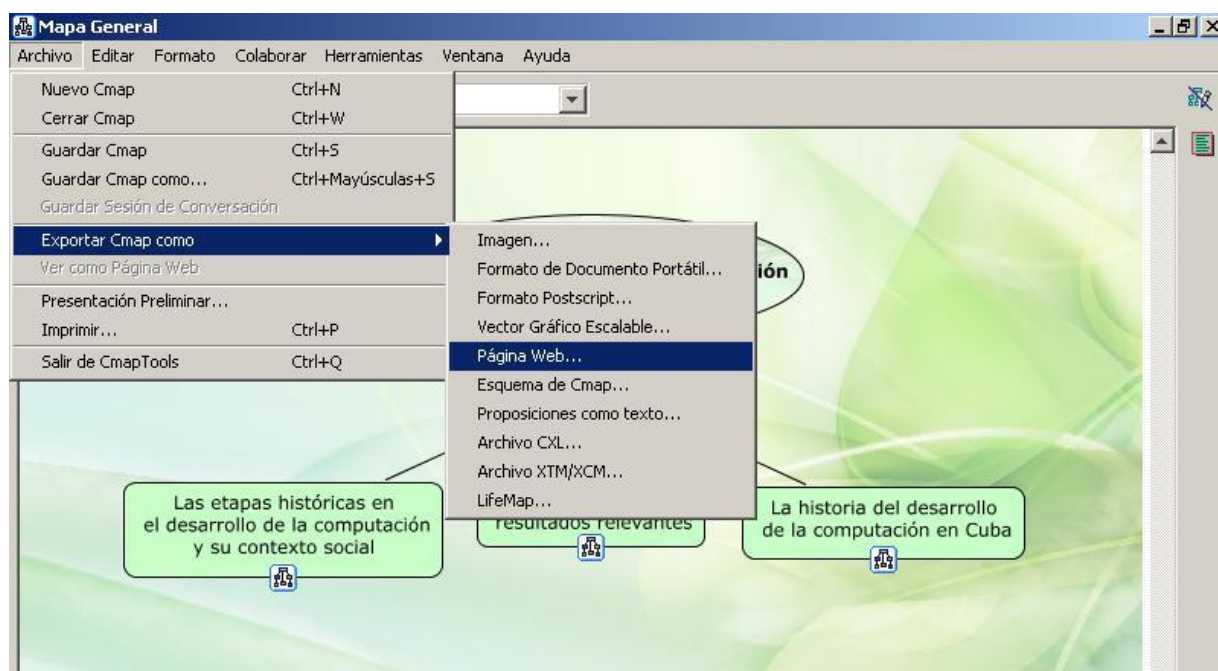 Mapa General
Archivo Editar Formato Colaborar Herramientas Ventana Ayuda
Nuevo Cmap Ctrl+N
Cerrar Cmap Ctrl+W
Guardar Cmap Ctrl+S
Guardar Cmap como... Ctrl+Mayúsculas+S
Guardar Sesión de Conversación
Exportar Cmap como
Ver como Página Web
Presentación Preliminar...
Imprimir... Ctrl+P
Salir de CmapTools Ctrl+Q
Imagen...
Formato de Documento Portátil...
Formato Postscript...
Vector Gráfico Escalable...
Página Web...
Esquema de Cmap...
Proposiciones como texto...
Archivo CXL...
Archivo XTM/XCM...
LifeMap...
ión
Las etapas históricas en
el desarrollo de la computación
y su contexto social
resultados relevantes
La historia del desarrollo
de la computación en Cuba